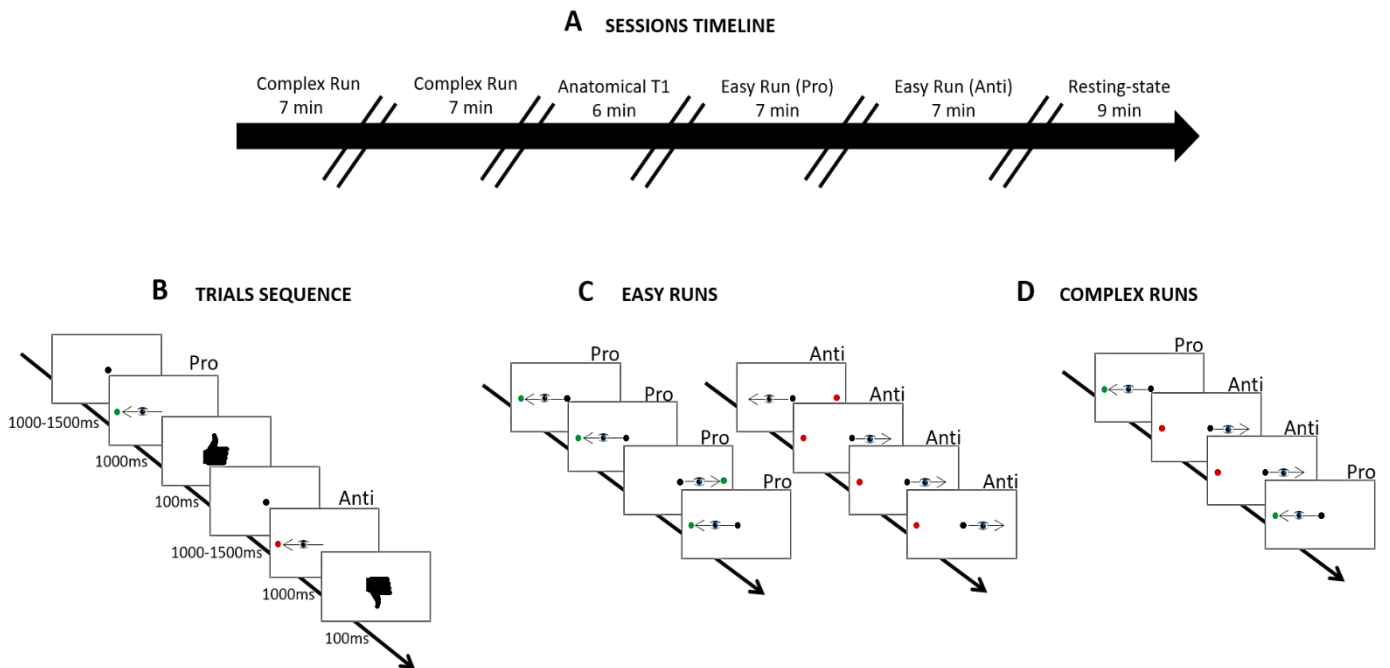 A SESSIONS TIMELINE
Complex Run
7 min
Complex Run
7 min
Anatomical T1
6 min
Easy Run (Pro)
7 min
Easy Run (Anti)
7 min
Resting-state
9 min
B TRIALS SEQUENCE
Pro
1000-1500ms
1000ms
100ms
Anti
1000-1500ms
1000ms
100ms
C EASY RUNS
Pro
Pro
Pro
Pro
Anti
Anti
Anti
Anti
D COMPLEX RUNS
Pro
Anti
Anti
Pro